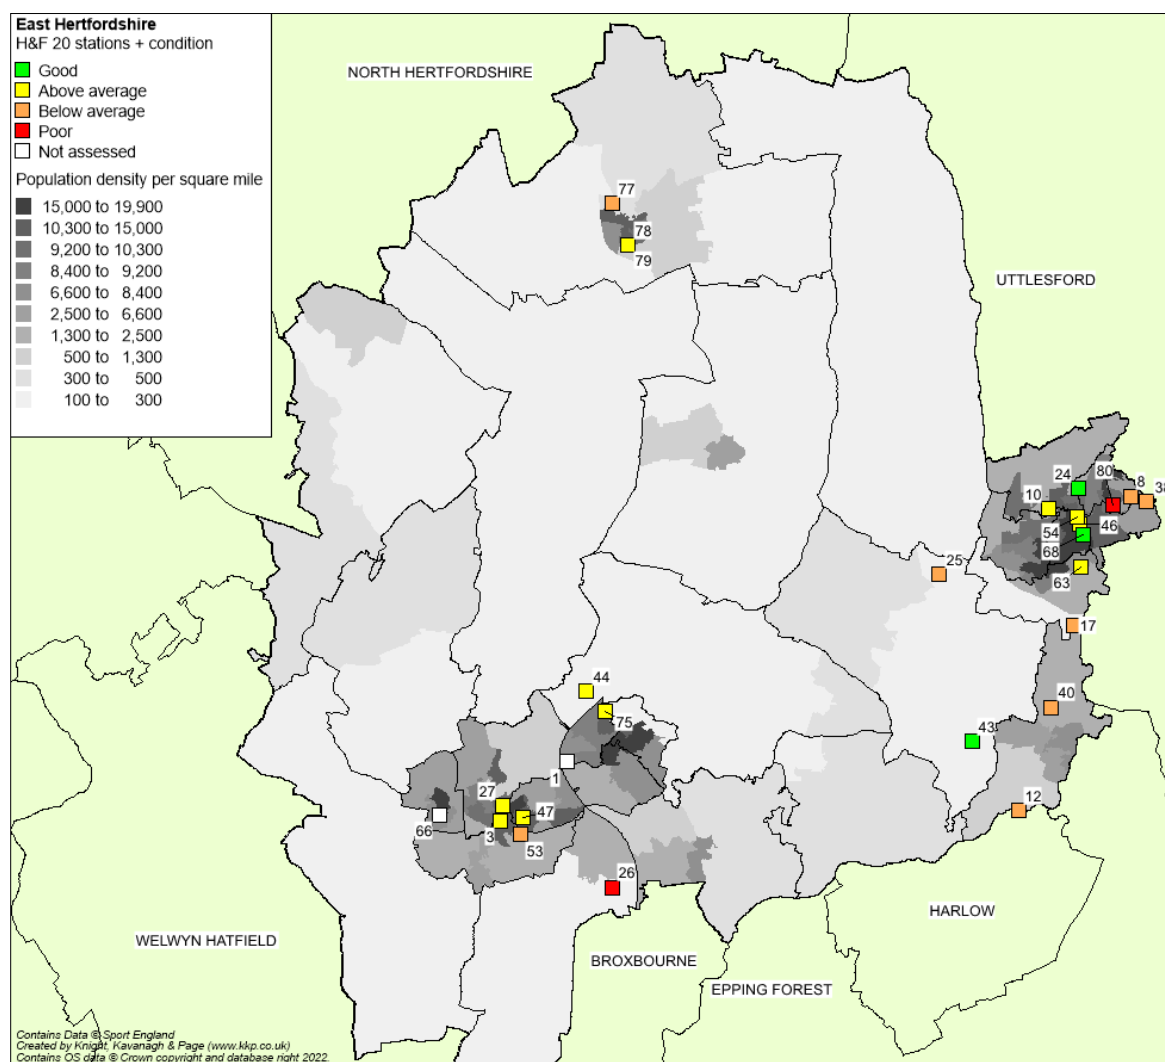 East Hertfordshire
H&F 20 stations + condition
Good
Above average
Below average
Poor
Not assessed
Population density per square mile
15,000 to 19,900
10,300 to 15,000
9,200 to 10,300
8,400 to 9,200
6,600 to 8,400
2,500 to 6,600
1,300 to 2,500
500 to 1,300
300 to 500
100 to 300
NORTH HERTFORDSHIRE
77
78
79
UTTLESFORD
24
80
8
38
10
54
46
68
63
25
17
44
40
75
43
1
27
47
12
66
3
53
26
HARLOW
WELWYN HATFIELD
BROXBOURNE
EPPING FOREST
Contains Data © Sport England
Created by Knight, Kavanagh & Page (www.kkp.co.uk)
Contains OS data © Crown copyright and database right 2022.